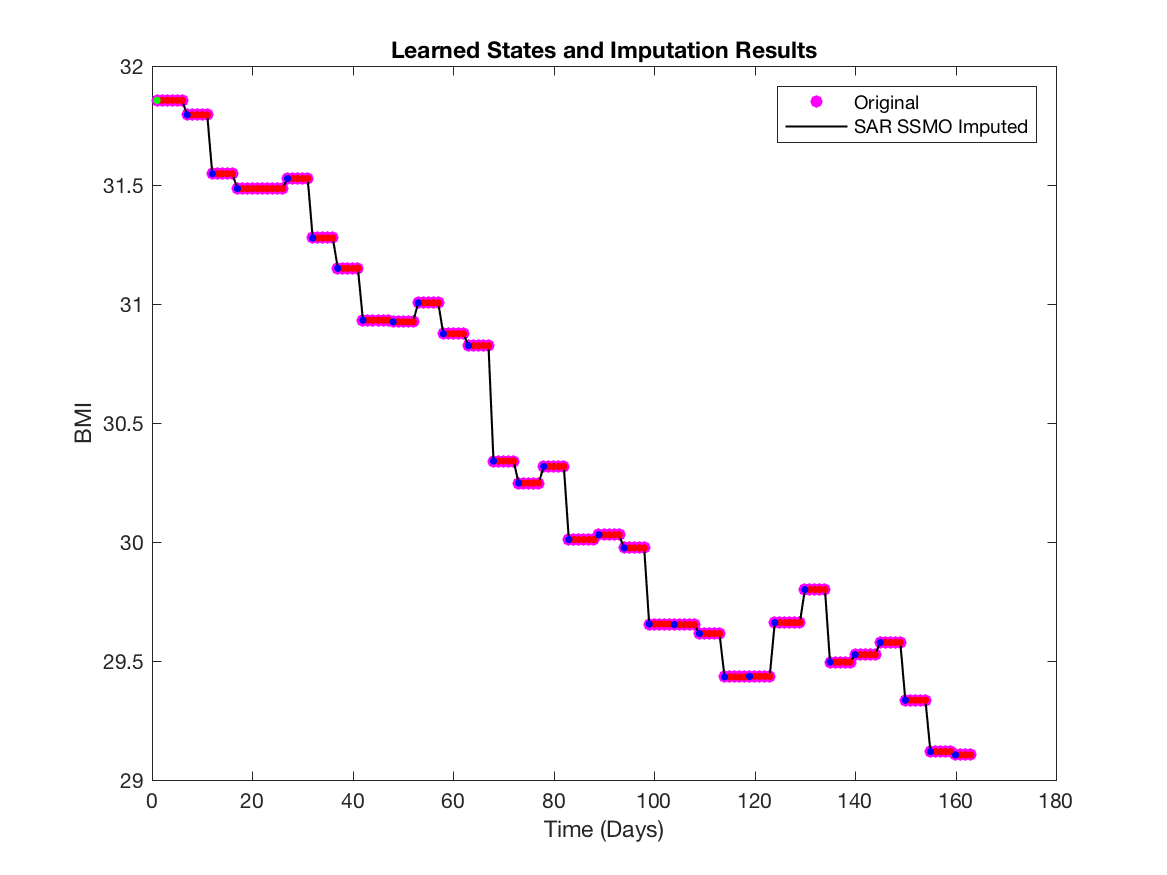 Learned States and Imputation Results
32
31.5
31
30.5
30
29.5
29
BMI
Original
SAR SSMO Imputed
0 20 40 60 80 100 120 140 160 180
Time (Days)